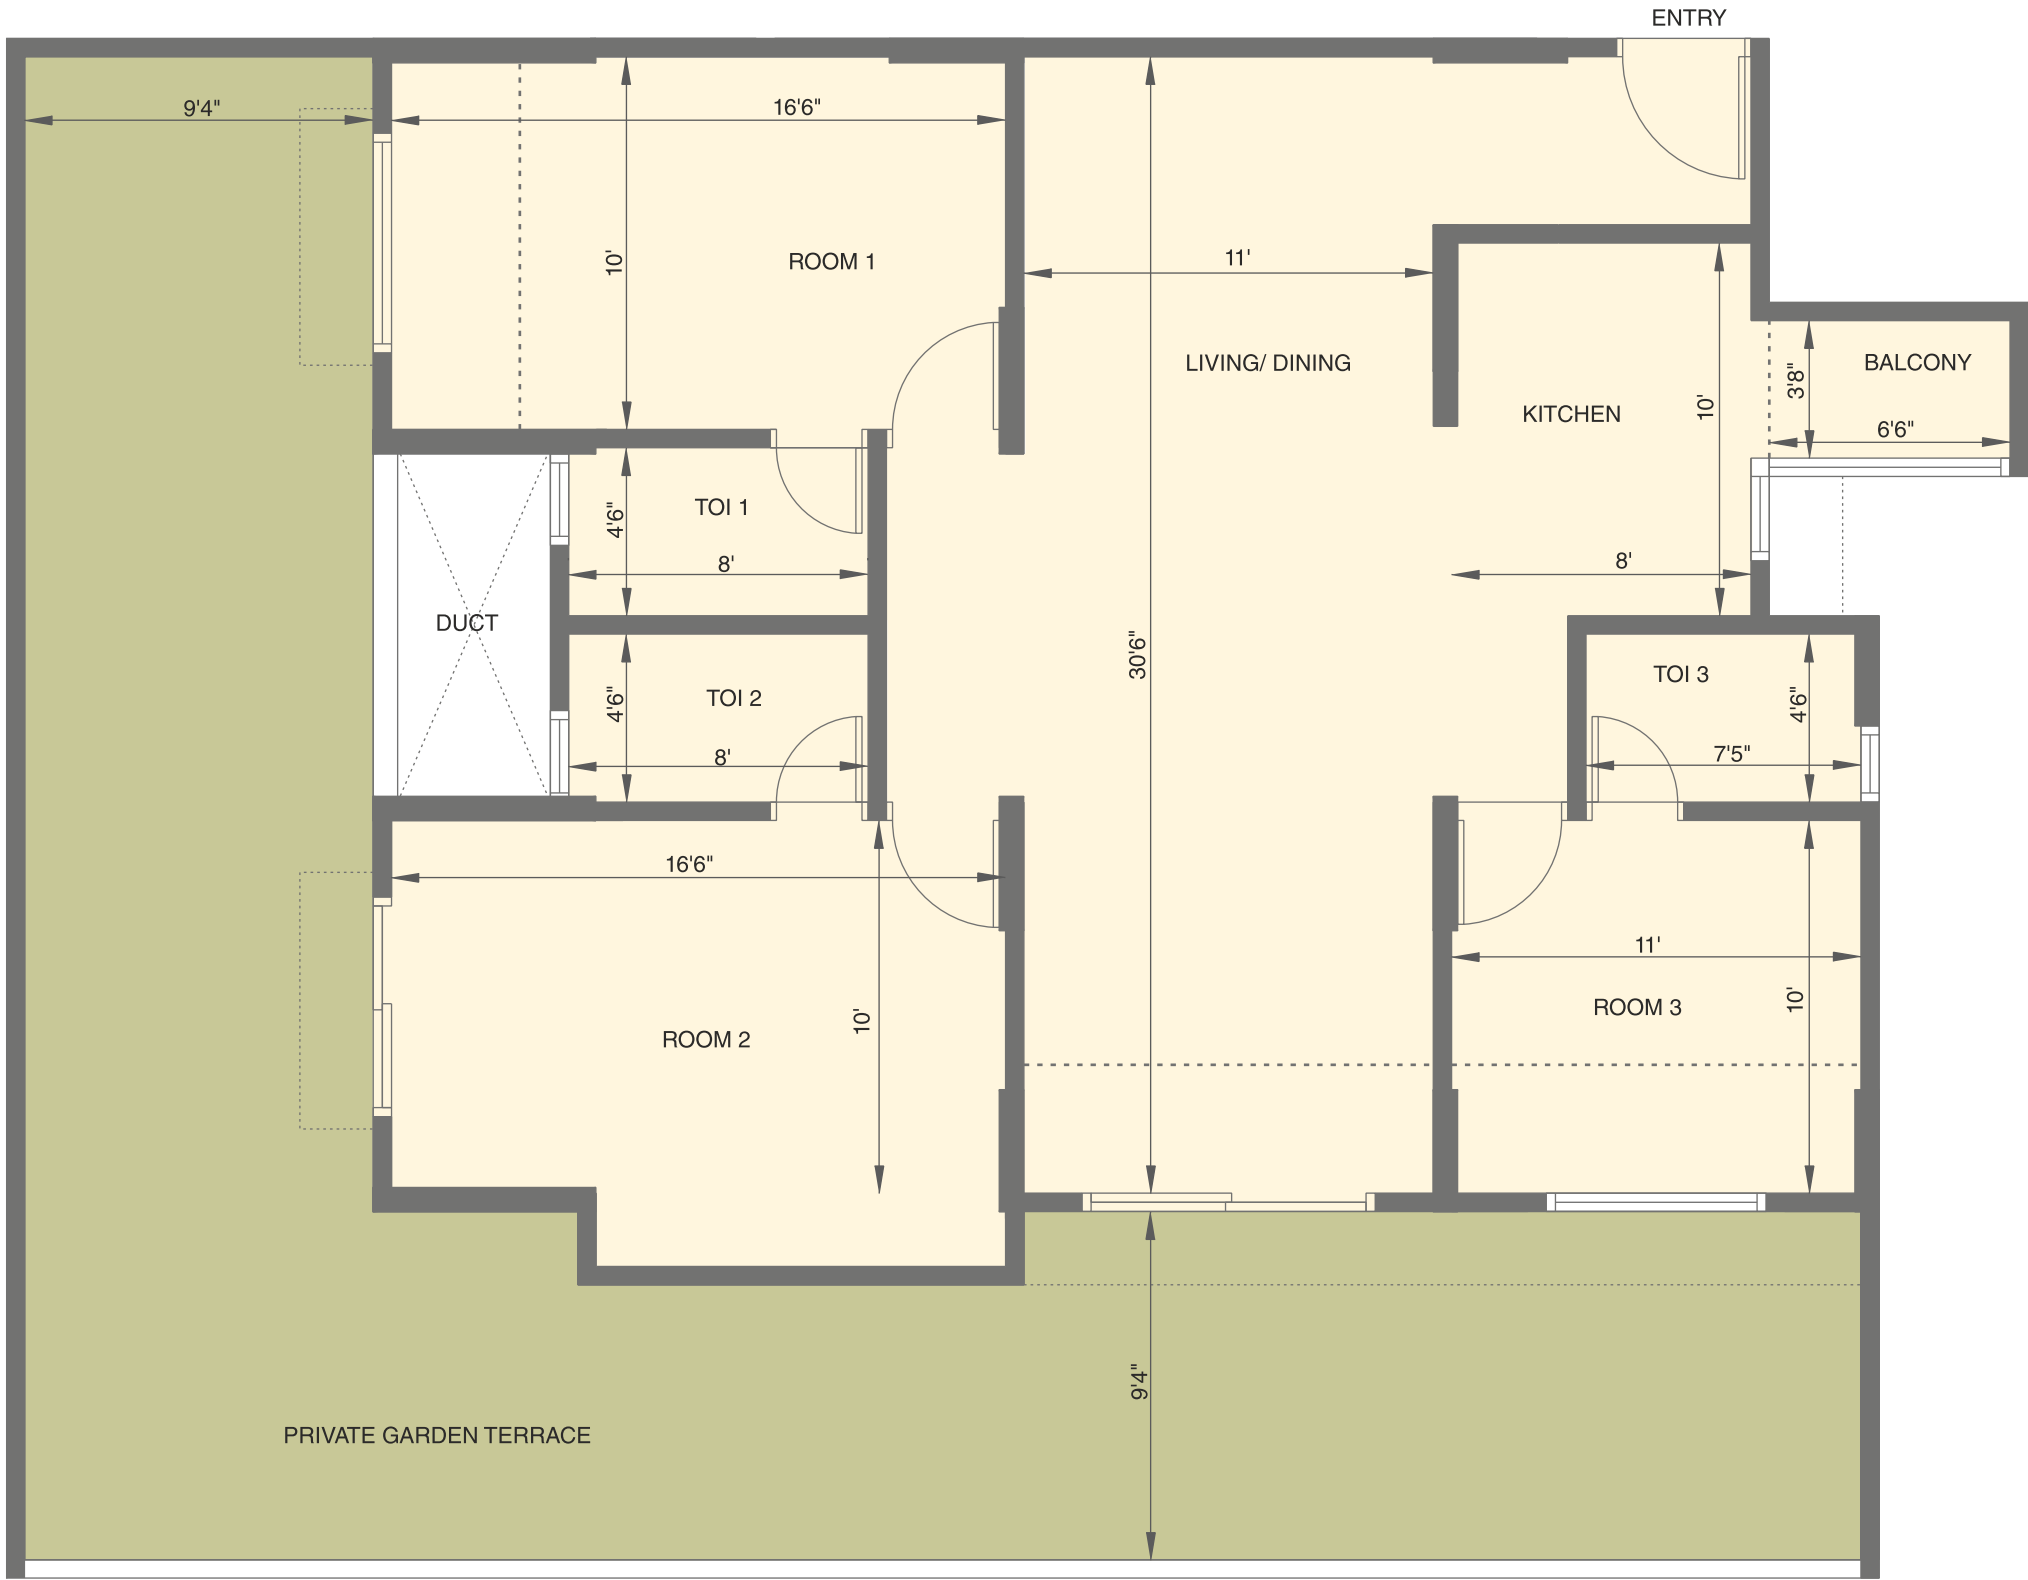 ENTRY
9'4"
16'6"
10'
ROOM 1
11'
LIVING/ DINING
KITCHEN
10'
3'8"
BALCONY
6'6"
TOI 1
4'6"
8'
8'
DUCT
30'6"
TOI 2
4'6"
8'
TOI 3
4'6"
7'5"
16'6"
11'
10'
ROOM 2
ROOM 3
10'
9'4"
PRIVATE GARDEN TERRACE